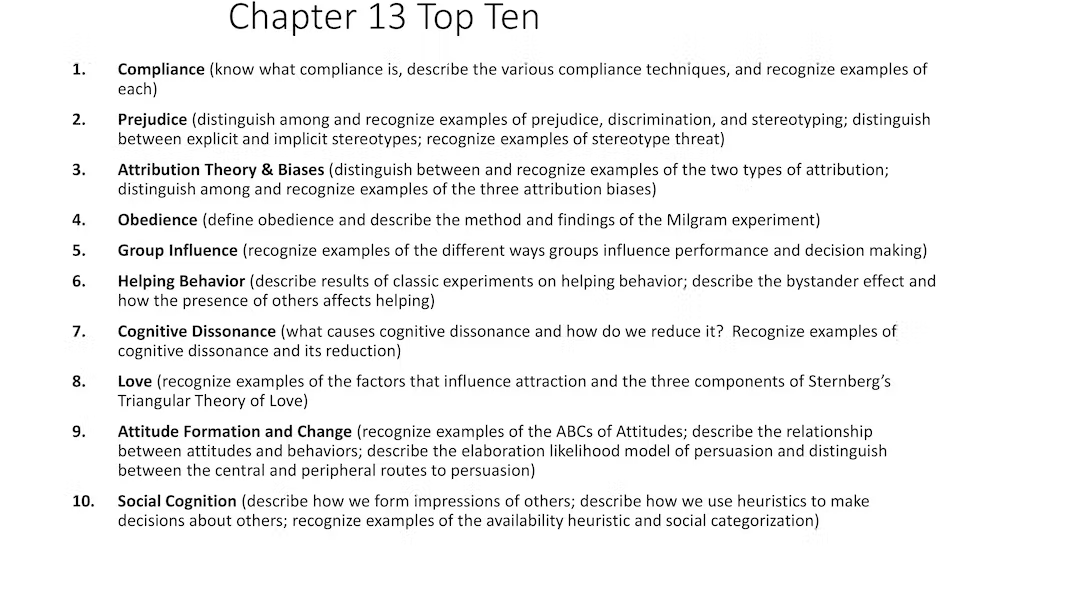 Chapter 13 Top Ten
1. Compliance (know what compliance is, describe the various compliance techniques, and recognize examples of
each)
2. Prejudice (distinguish among and recognize examples of prejudice, discrimination, and stereotyping; distinguish
between explicit and implicit stereotypes; recognize examples of stereotype threat)
3. Attribution Theory & Biases (distinguish between and recognize examples of the two types of attribution;
distinguish among and recognize examples of the three attribution biases)
4. Obedience (define obedience and describe the method and findings of the Milgram experiment)
5. Group Influence (recognize examples of the different ways groups influence performance and decision making)
6. Helping Behavior (describe results of classic experiments on helping behavior; describe the bystander effect and
how the presence of others affects helping)
7. Cognitive Dissonance (what causes cognitive dissonance and how do we reduce it? Recognize examples of
cognitive dissonance and its reduction)
8. Love (recognize examples of the factors that influence attraction and the three components of Sternberg's
Triangular Theory of Love)
9. Attitude Formation and Change (recognize examples of the ABCs of Attitudes; describe the relationship
between attitudes and behaviors; describe the elaboration likelihood model of persuasion and distinguish
between the central and peripheral routes to persuasion)
10. Social Cognition (describe how we form impressions of others; describe how we use heuristics to make
decisions about others; recognize examples of the availability heuristic and social categorization)